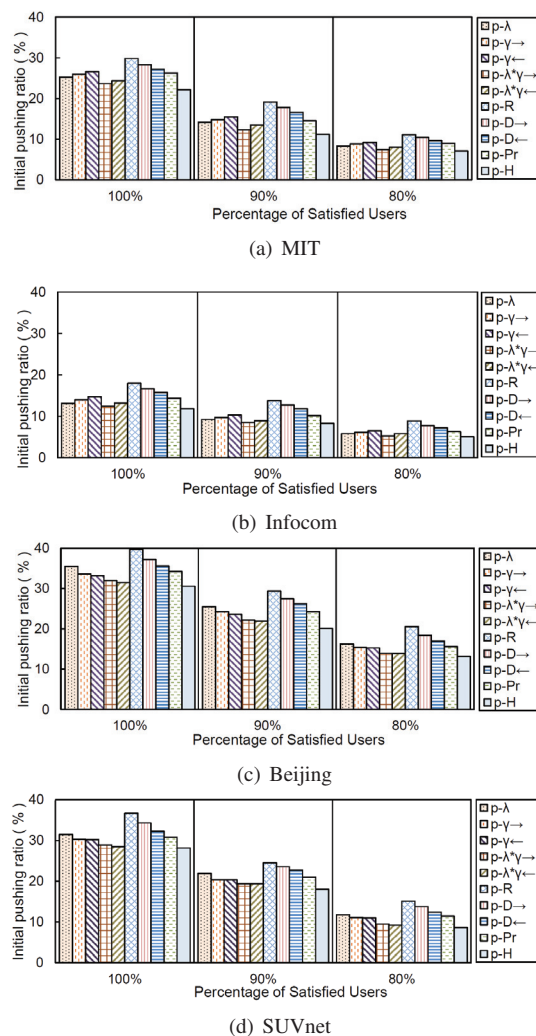 40
30
20
10
0
Initial pushing ratio ( % )
100% 90% 80%
Percentage of Satisfied Users
p-λ
p-γ→
p-γ←
p-λ*γ→
p-λ*γ←
p-R
p-D→
p-D←
p-Pr
p-H
(a) MIT
40
30
20
10
0
Initial pushing ratio ( % )
100% 90% 80%
Percentage of Satisfied Users
p-λ
p-γ→
p-γ←
p-λ*γ→
p-λ*γ←
p-R
p-D→
p-D←
p-Pr
p-H
(b) Infocom
40
30
20
10
0
Initial pushing ratio ( % )
100% 90% 80%
Percentage of Satisfied Users
p-λ
p-γ→
p-γ←
p-λ*γ→
p-λ*γ←
p-R
p-D→
p-D←
p-Pr
p-H
(c) Beijing
40
30
20
10
0
Initial pushing ratio ( % )
100% 90% 80%
Percentage of Satisfied Users
p-λ
p-γ→
p-γ←
p-λ*γ→
p-λ*γ←
p-R
p-D→
p-D←
p-Pr
p-H
(d) SUVnet